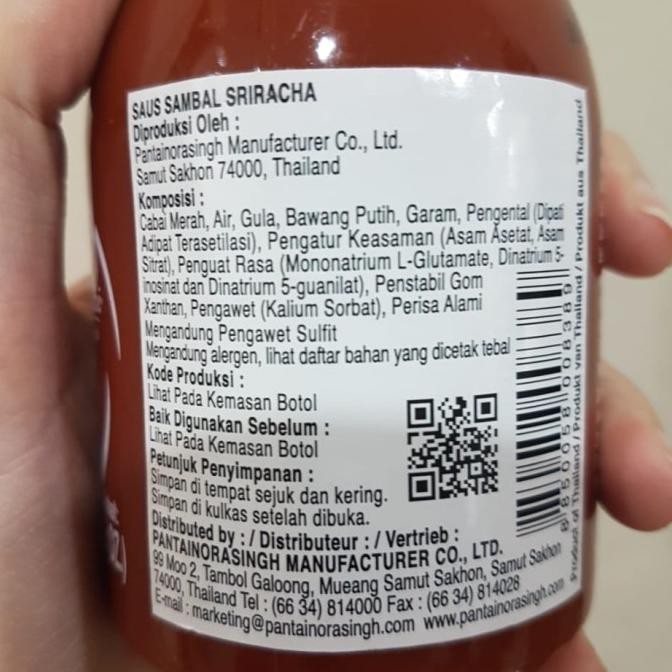 SAUS SAMBAL SRIRACHA
Diproduksi Oleh :
Pantainorasingh Manufacturer Co., Ltd.
Samut Sakhon 74000, Thailand
Komposisi :
Cabai Merah, Air, Gula, Bawang Putih, Garam, Pengental (Dipati
Adipat Terasetilasi), Pengatur Keasaman (Asam Asetat, Asam
Sitrat), Penguat Rasa (Mononatrium L-Glutamate, Dinatrium 5-
inosinat dan Dinatrium 5-guanilat), Penstabil Gom
Xanthan, Pengawet (Kalium Sorbat), Perisa Alami
Mengandung Pengawet Sulfit
Mengandung alergen, lihat daftar bahan yang dicetak tebal
Kode Produksi :
Lihat Pada Kemasan Botol
Baik Digunakan Sebelum :
Lihat Pada Kemasan Botol
Petunjuk Penyimpanan :
Simpan di tempat sejuk dan kering.
Simpan di kulkas setelah dibuka.
Distributed by : / Distributeur : / Vertrieb :
PANTAINORASINGH MANUFACTURER CO., LTD.
99 Moo 2, Tambol Galoong, Mueang Samut Sakhon, Samut Sakhon
74000, Thailand Tel : (66 34) 814000 Fax : (66 34) 814028
E-mail : marketing@pantainorasingh.com www.pantainorasingh.com
8850058008389
Product of Thailand / Produkt van Thailand / Produkt aus Thailand